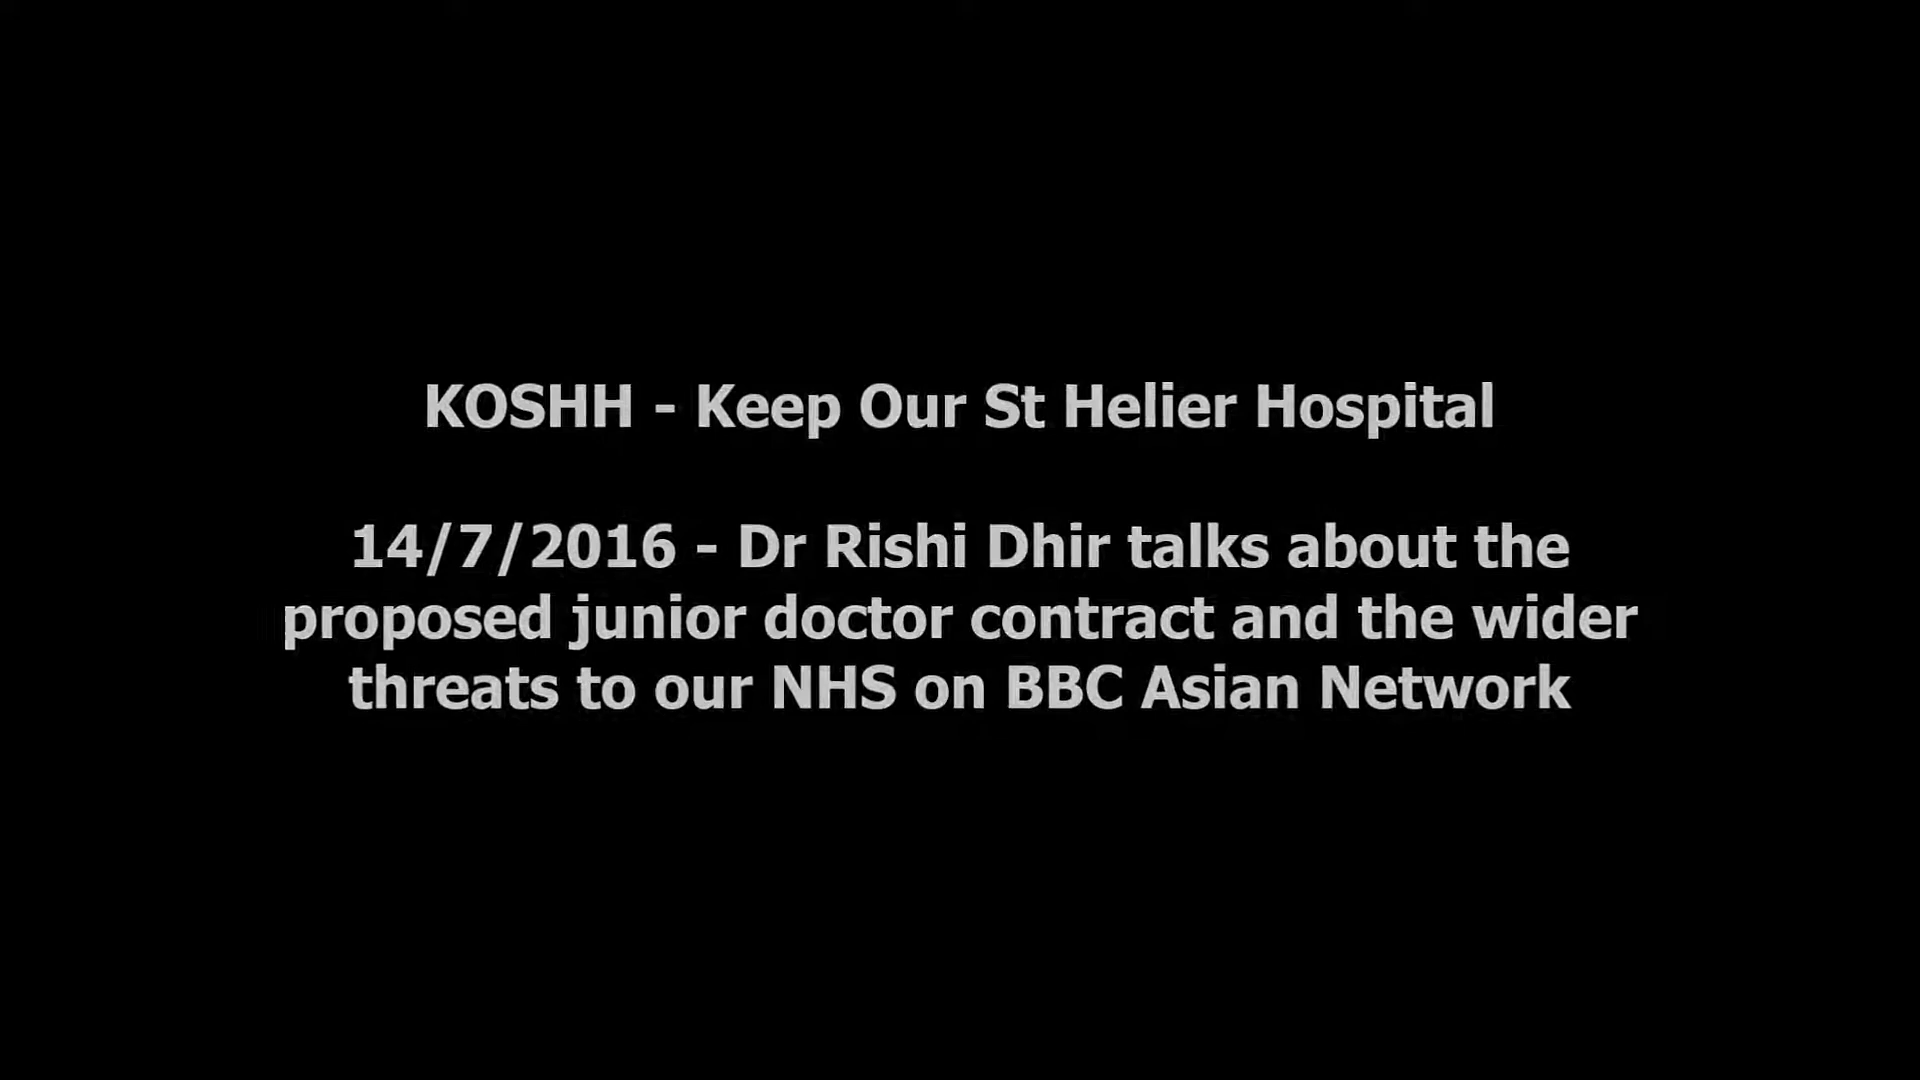 KOSHH - Keep Our St Helier Hospital
14/7/2016 - Dr Rishi Dhir talks about the
proposed junior doctor contract and the wider
threats to our NHS on BBC Asian Network